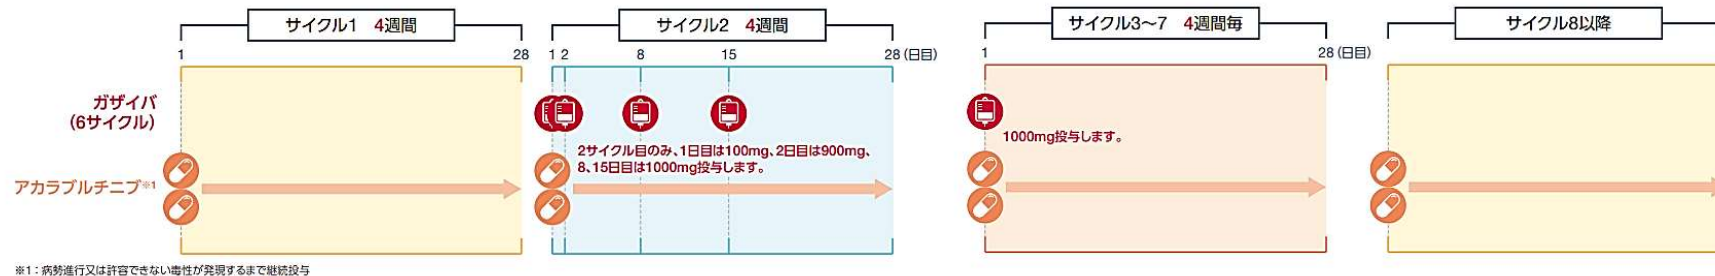 サイクル1 4週間
サイクル2 4週間
サイクル3〜7 4週間毎
サイクル8以降
1 28 1 2 8 15 28(日目) 1 28(日目)
ガザイバ
(6サイクル)
2サイクル目のみ、1日目は100mg、2日目は900mg、
8、15日目は1000mg投与します。
1000mg投与します。
アカラブルチニブ※1
※1:病勢進行又は許容できない毒性が発現するまで継続投与